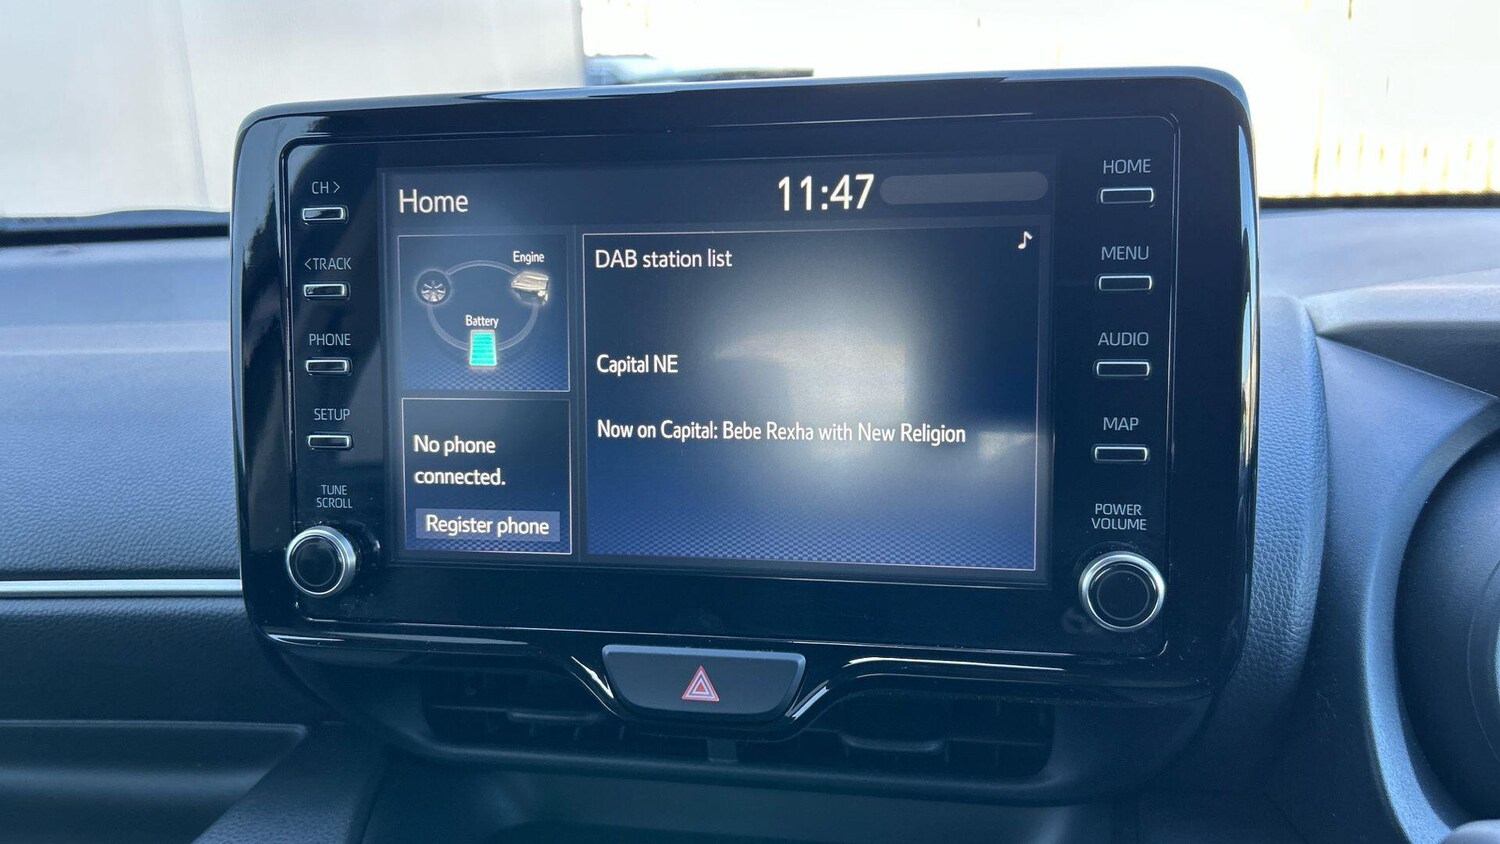 CH >
< TRACK
PHONE
SETUP
TUNE
SCROLL
Home
11:47
Engine
Battery
No phone
connected.
Register phone
DAB station list
Capital NE
Now on Capital: Bebe Rexha with New Religion
HOME
MENU
AUDIO
MAP
POWER
VOLUME